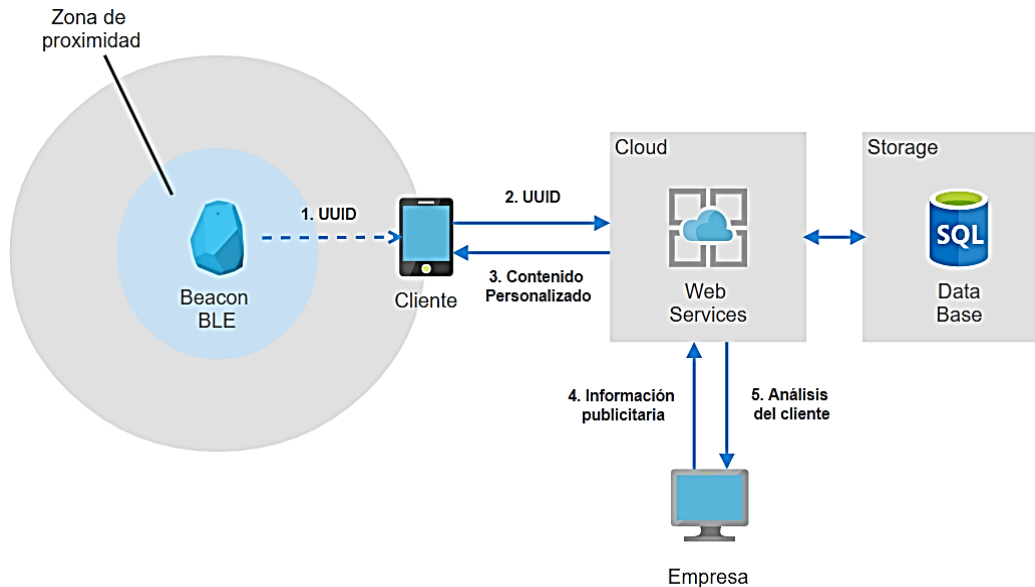 Zona de
proximidad
1. UUID
Beacon
BLE
Cliente
2. UUID
3. Contenido
Personalizado
Cloud
Web
Services
Storage
SQL
Data
Base
4. Información
publicitaria
5. Análisis
del cliente
Empresa